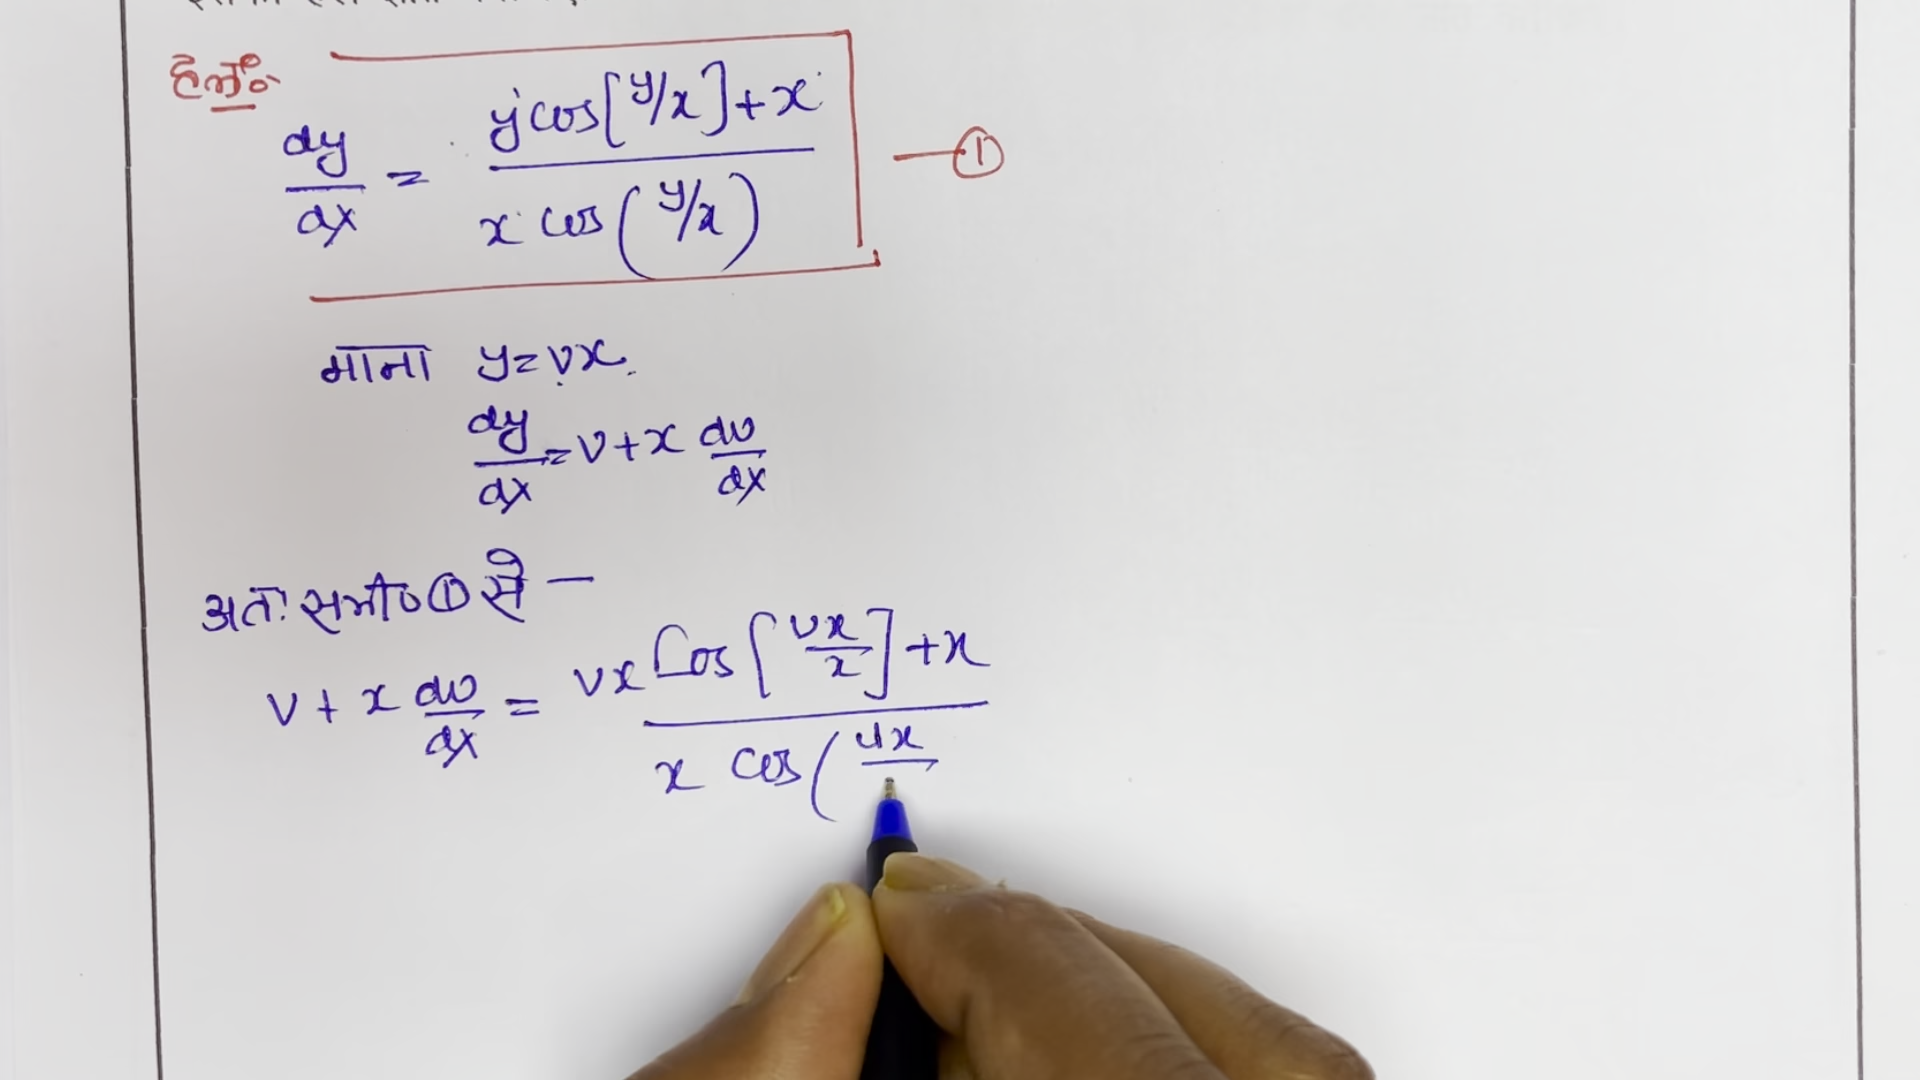 हल:-
dy/dx = y cos[y/x] + x / x cos(y/x) —①
माना y = vx.
dy/dx = v + x dv/dx
अत: समी० ① से —
v + x dv/dx = vx Cos[vx/x] + x / x cos(vx/